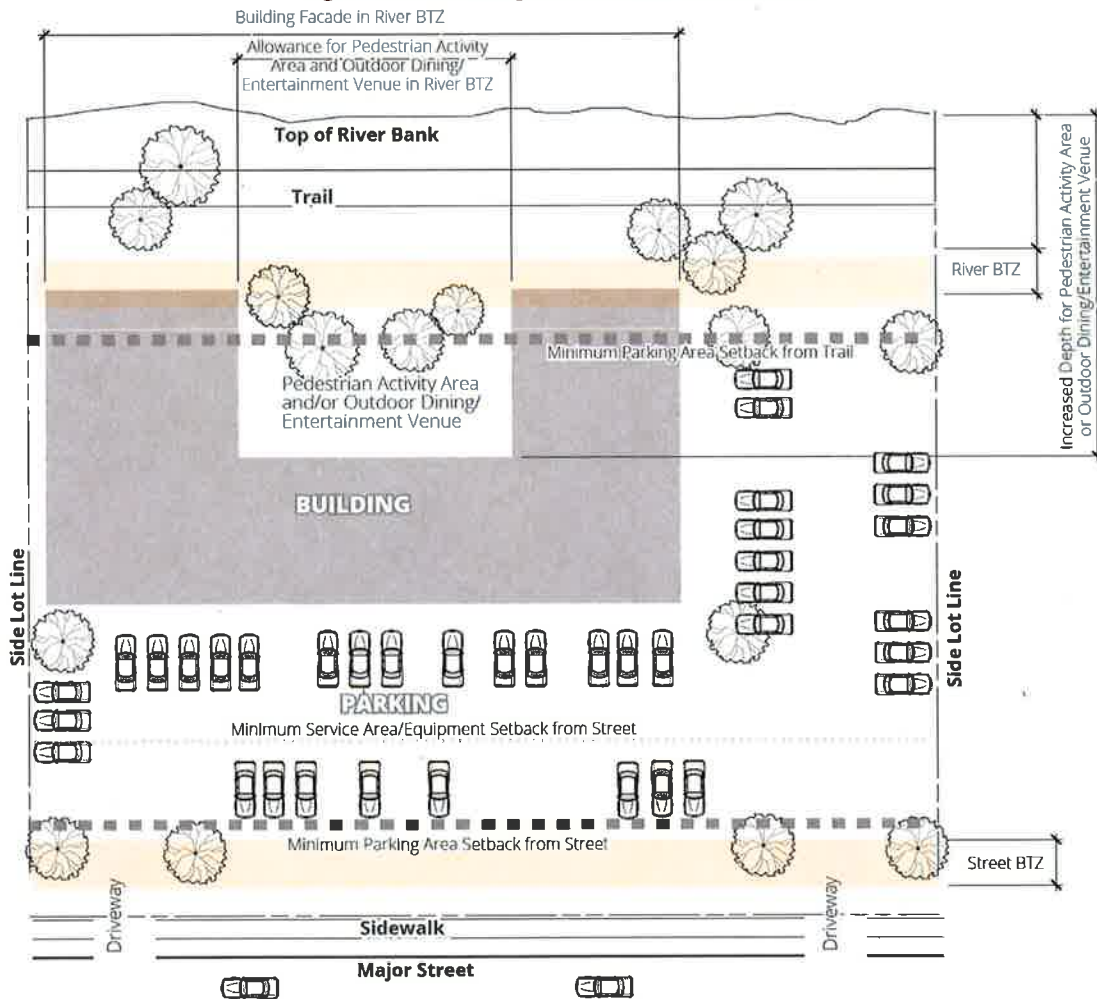 Building Facade in River BTZ
Allowance for Pedestrian Activity
Area and Outdoor Dining/
Entertainment Venue in River BTZ
Top of River Bank
Trail
Increased Depth for Pedestrian Activity Area
or Outdoor Dining/Entertainment Venue
River BTZ
Minimum Parking Area Setback from Trail
Pedestrian Activity Area
and/or Outdoor Dining/
Entertainment Venue
BUILDING
Side Lot Line
Side Lot Line
PARKING
Minimum Service Area/Equipment Setback from Street
Minimum Parking Area Setback from Street
Street BTZ
Driveway
Driveway
Sidewalk
Major Street